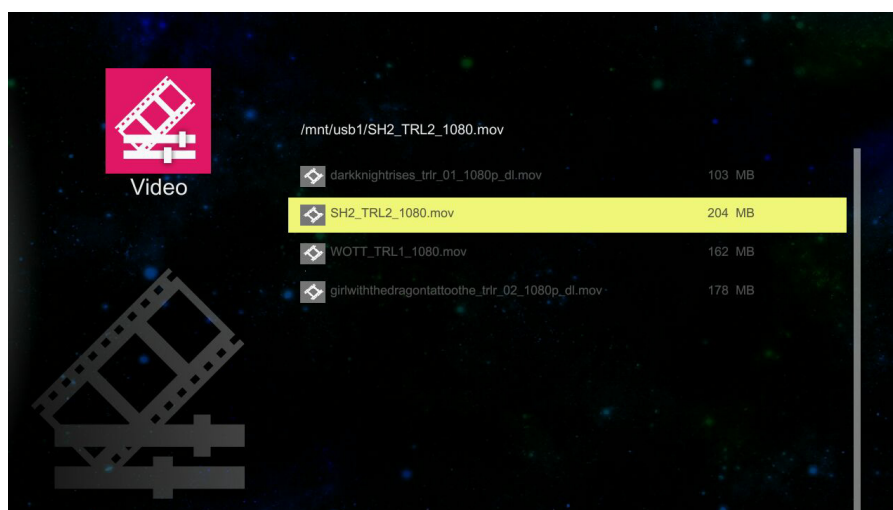 /mnt/usb1/SH2_TRL2_1080.mov
Video
darkknightrises_trlr_01_1080p_dl.mov 103 MB
SH2_TRL2_1080.mov 204 MB
WOTT_TRL1_1080.mov 162 MB
girlwiththedragontattoothe_trlr_02_1080p_dl.mov 178 MB